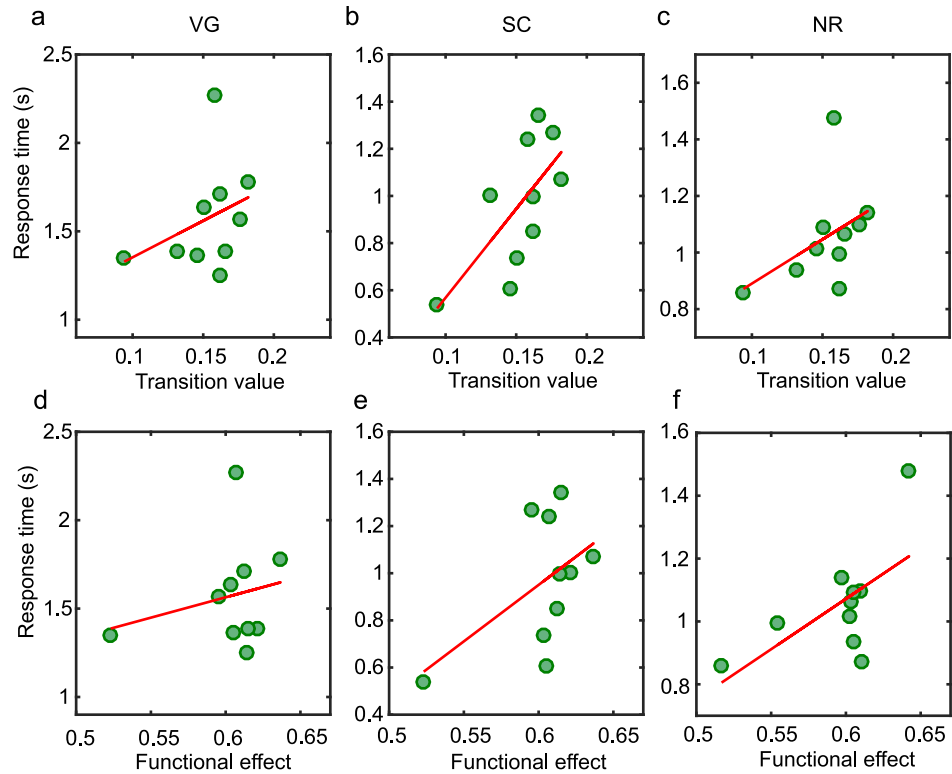 a VG b SC c NR
Response time (s)
2.5
2
1.5
1
0.1 0.15 0.2
Transition value
1.6
1.4
1.2
1
0.8
0.6
0.4
0.1 0.15 0.2
Transition value
1.6
1.4
1.2
1
0.8
0.1 0.15 0.2
Transition value
d e f
Response time (s)
2.5
2
1.5
1
0.5 0.55 0.6 0.65
Functional effect
1.6
1.4
1.2
1
0.8
0.6
0.4
0.5 0.55 0.6 0.65
Functional effect
1.6
1.4
1.2
1
0.8
0.5 0.55 0.6 0.65
Functional effect